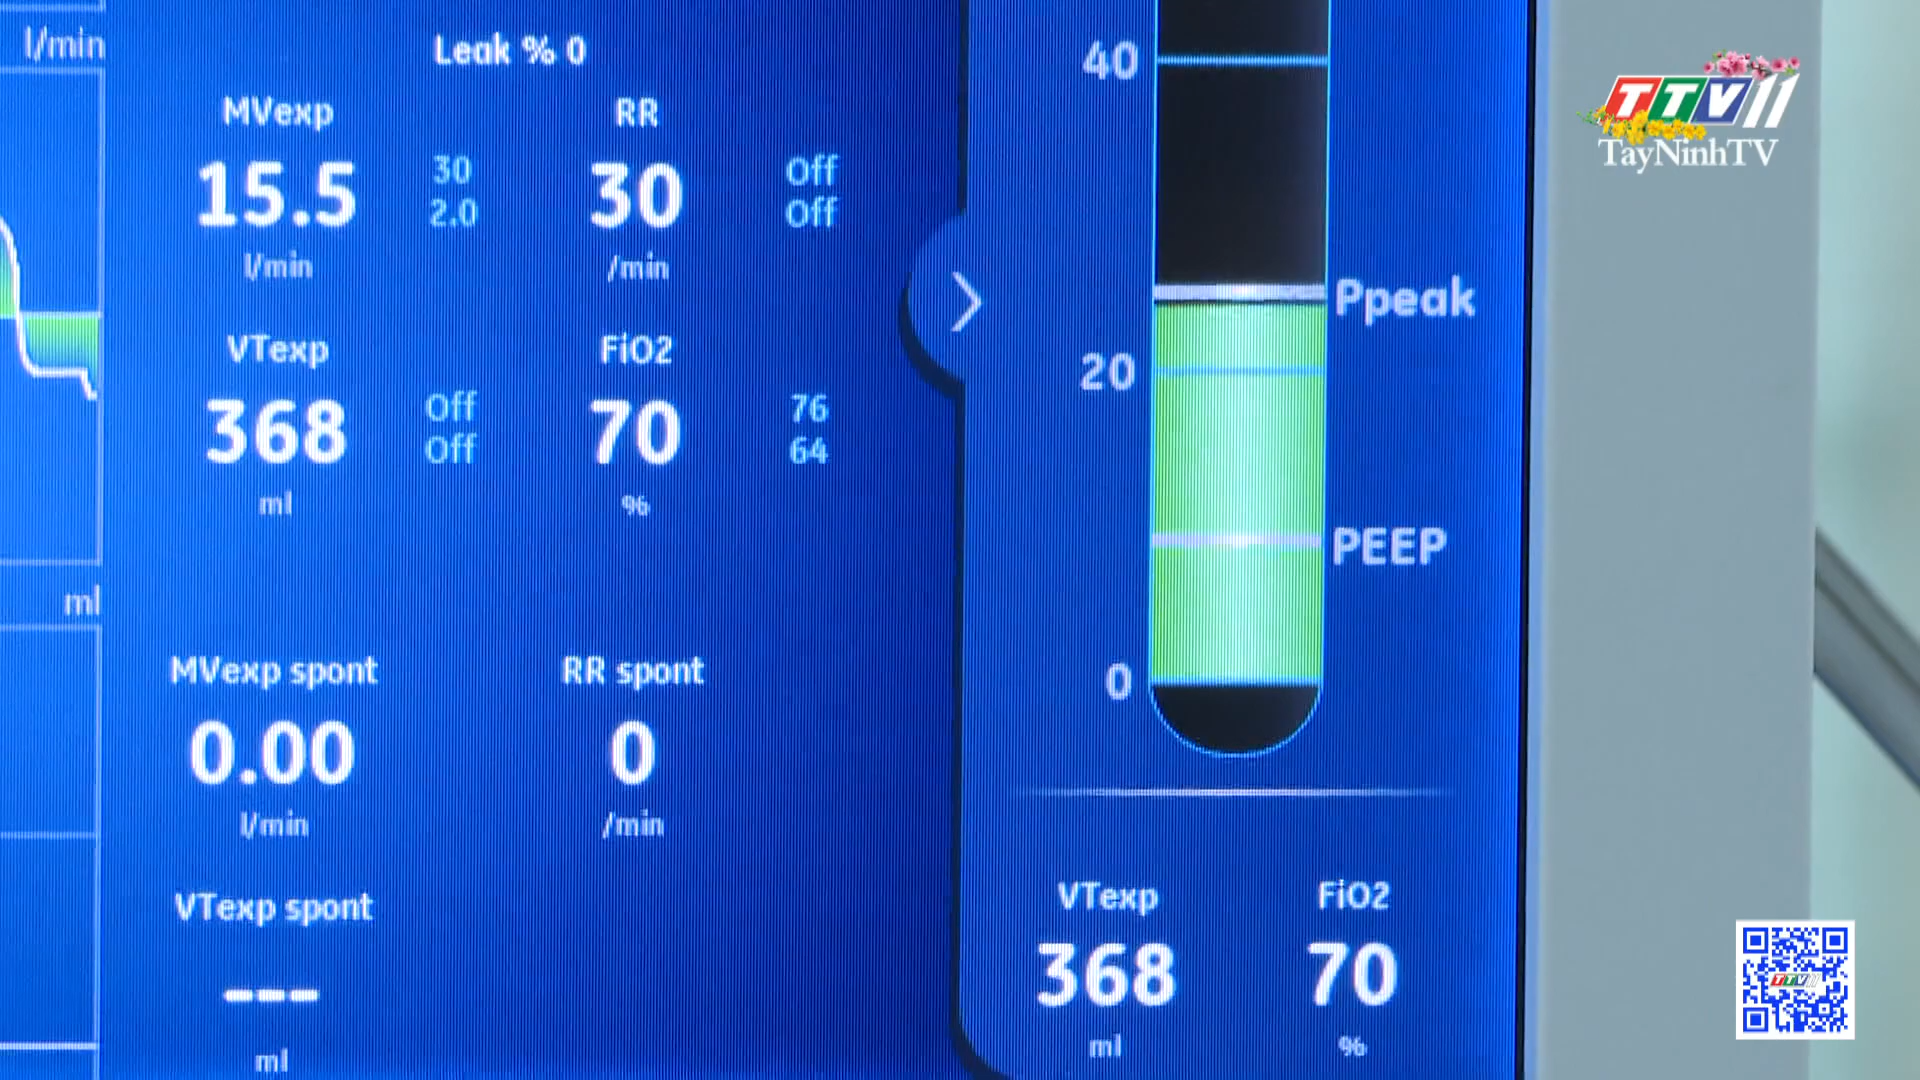 l/min
Leak % 0
MVexp
15.5
30
2.0
l/min
RR
30
Off
Off
/min
VTexp
368
Off
Off
ml
FiO2
70
76
64
%
ml
MVexp spont
0.00
l/min
RR spont
0
/min
VTexp spont
---
ml
40
20
0
Ppeak
PEEP
VTexp
368
ml
FiO2
70
%
TTV11
TayNinhTV
TTV11